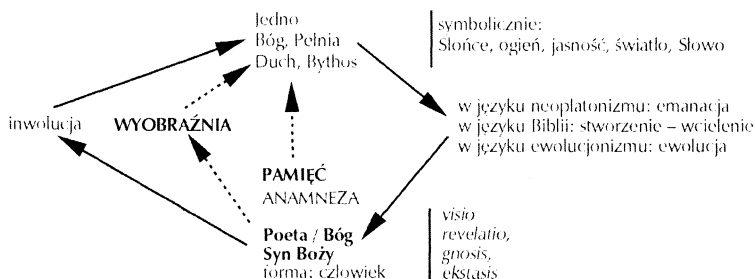 Jedno
Bóg, Pełnia
Duch, Bythos
symbolicznie:
Słońce, ogień, jasność, światło, Słowo
inwolucja
WYOBRAŹNIA
w języku neoplatonizmu: emanacja
w języku Biblii: stworzenie – wcielenie
w języku ewolucjonizmu: ewolucja
PAMIĘĆ
ANAMNEZA
Poeta / Bóg
Syn Boży
forma: człowiek
visio
revelatio,
gnosis,
ekstasis